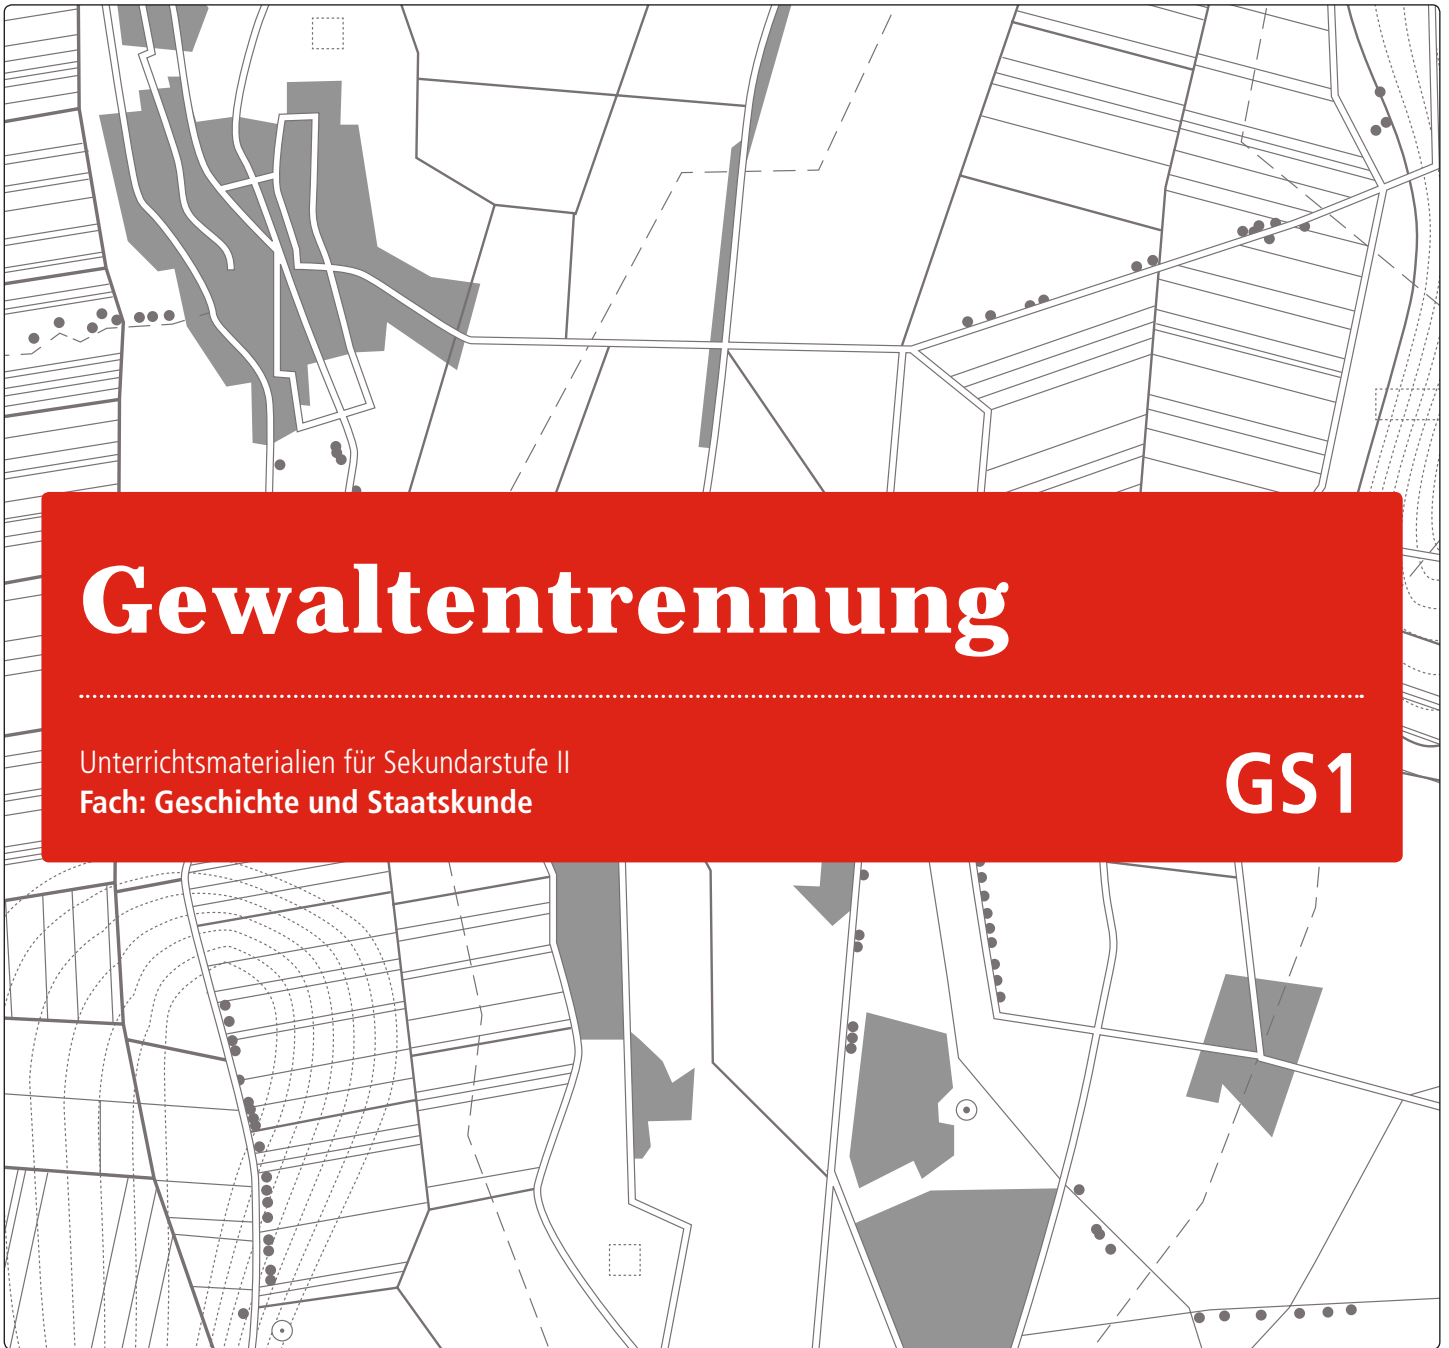 Gewaltentrennung
Unterrichtsmaterialien für Sekundarstufe II
Fach: Geschichte und Staatskunde
GS1